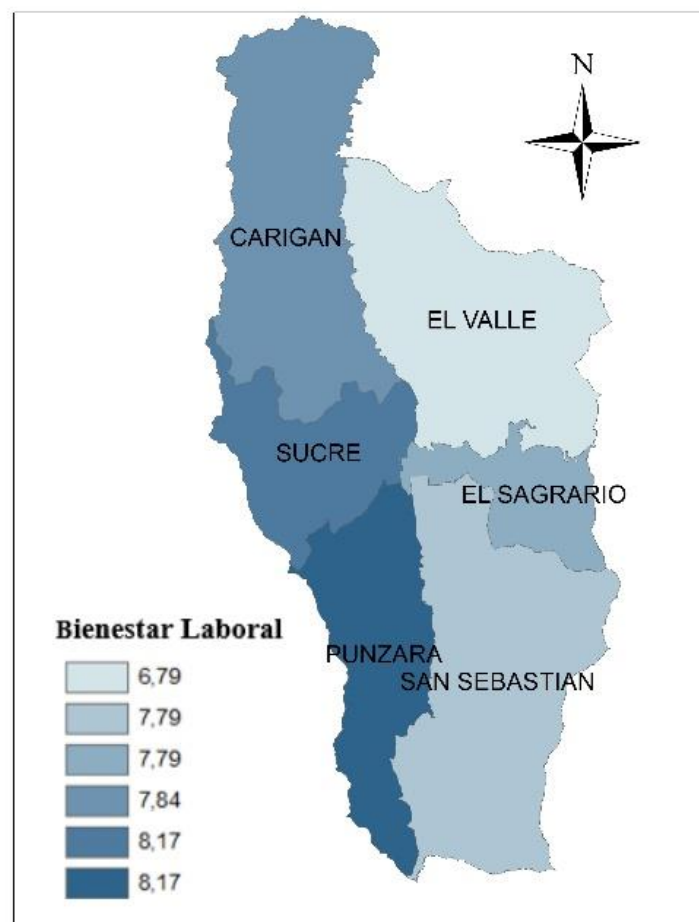 N
CARIGAN
EL VALLE
SUCRE
EL SAGRARIO
PUNZARA
SAN SEBASTIAN
Bienestar Laboral
6,79
7,79
7,79
7,84
8,17
8,17